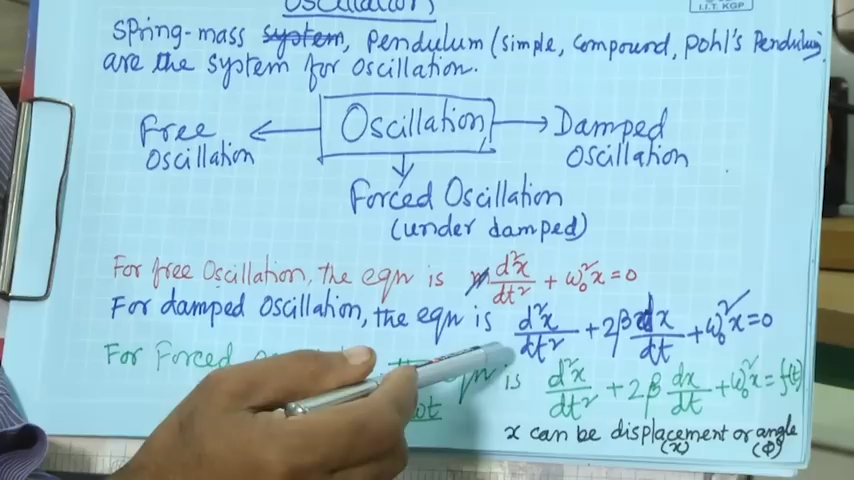 Oscillation
I.I.T. KGP
Spring-mass system, Pendulum (simple, compound, pohl's Pendulum)
are the system for oscillation.
Free Oscillation
Oscillation
Damped Oscillation
Forced Oscillation
(under damped)
For free Oscillation, the eqn is m d²x/dt² + ω₀²x = 0
For damped Oscillation, the eqn is d²x/dt² + 2β dx/dt + ω₀²x = 0
For Forced eqn is d²x/dt² + 2β dx/dt + ω₀²x = f(t)
x can be displacement (x) or angle (φ)